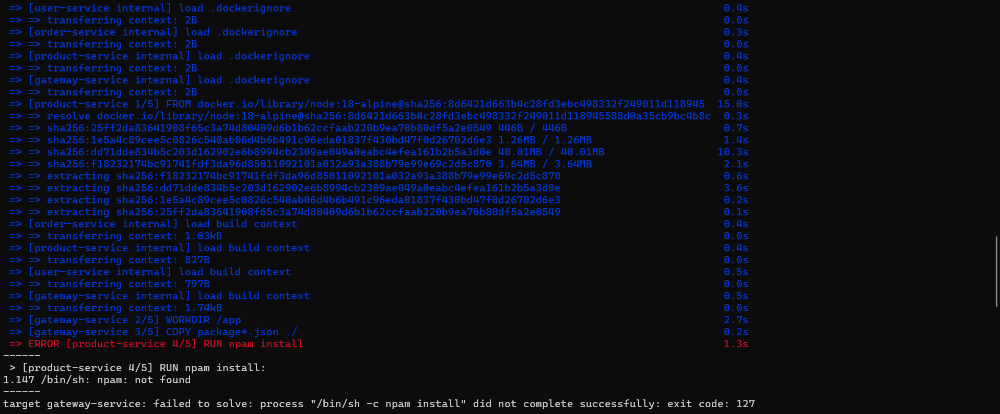 => [user-service internal] load .dockerignore 0.4s
=> => transferring context: 2B 0.0s
=> [order-service internal] load .dockerignore 0.3s
=> => transferring context: 2B 0.0s
=> [product-service internal] load .dockerignore 0.4s
=> => transferring context: 2B 0.0s
=> [gateway-service internal] load .dockerignore 0.4s
=> => transferring context: 2B 0.0s
=> [product-service 1/5] FROM docker.io/library/node:18-alpine@sha256:8d6421d663b4c28fd3ebc498332f249011d118945 15.0s
=> => resolve docker.io/library/node:18-alpine@sha256:8d6421d663b4c28fd3ebc498332f249011d118945588d0a35cb9bc4b8c 0.3s
=> => sha256:25ff2da83641908f65c3a74d80409d6b1b62ccfaab220b9ea70b80df5a2e0549 446B / 446B 0.7s
=> => sha256:1e5a4c89cee5c0826c540ab06d4b6b491c96eda01837f430bd47f0d26702d6e3 1.26MB / 1.26MB 1.4s
=> => sha256:dd71dde834b5c203d162902e6b8994cb2309ae049a0eabc4efea161b2b5a3d0e 40.01MB / 40.01MB 10.3s
=> => sha256:f18232174bc91741fdf3da96d85011092101a032a93a388b79e99e69c2d5c870 3.64MB / 3.64MB 2.1s
=> => extracting sha256:f18232174bc91741fdf3da96d85011092101a032a93a388b79e99e69c2d5c870 0.6s
=> => extracting sha256:dd71dde834b5c203d162902e6b8994cb2309ae049a0eabc4efea161b2b5a3d0e 3.6s
=> => extracting sha256:1e5a4c89cee5c0826c540ab06d4b6b491c96eda01837f430bd47f0d26702d6e3 0.2s
=> => extracting sha256:25ff2da83641908f65c3a74d80409d6b1b62ccfaab220b9ea70b80df5a2e0549 0.1s
=> [order-service internal] load build context 0.4s
=> => transferring context: 1.03kB 0.0s
=> [product-service internal] load build context 0.4s
=> => transferring context: 827B 0.0s
=> [user-service internal] load build context 0.5s
=> => transferring context: 797B 0.0s
=> [gateway-service internal] load build context 0.5s
=> => transferring context: 1.74kB 0.0s
=> [gateway-service 2/5] WORKDIR /app 2.7s
=> [gateway-service 3/5] COPY package*.json ./ 0.2s
=> ERROR [product-service 4/5] RUN npam install 1.3s
------
> [product-service 4/5] RUN npam install:
1.147 /bin/sh: npam: not found
------
target gateway-service: failed to solve: process "/bin/sh -c npam install" did not complete successfully: exit code: 127